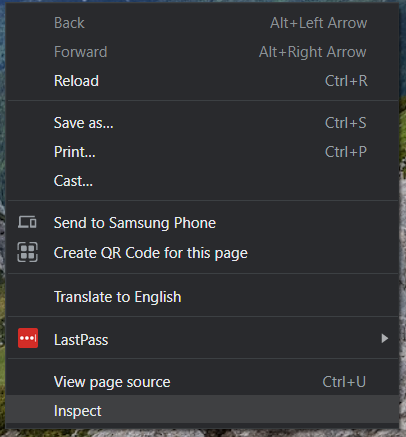 Back Alt+Left Arrow
Forward Alt+Right Arrow
Reload Ctrl+R
Save as... Ctrl+S
Print... Ctrl+P
Cast...
Send to Samsung Phone
Create QR Code for this page
Translate to English
LastPass
View page source Ctrl+U
Inspect